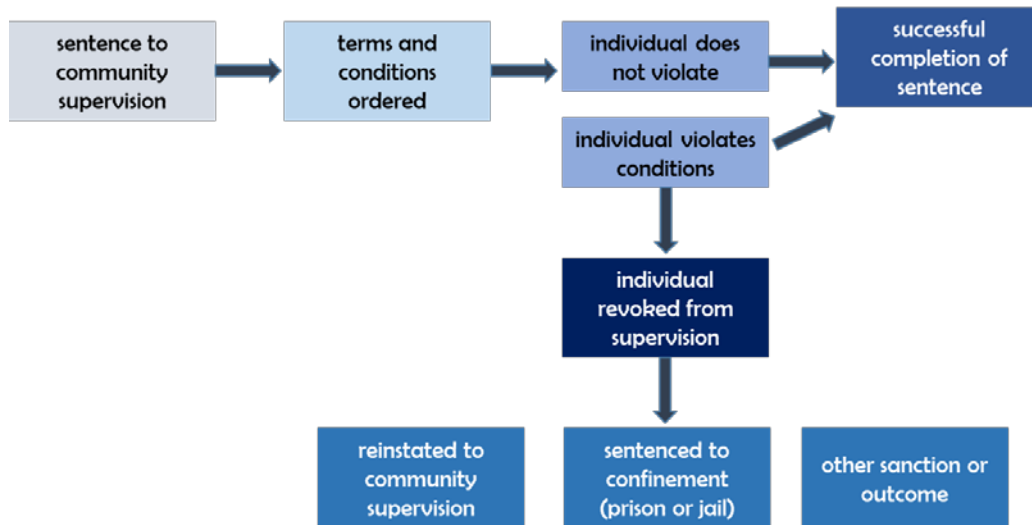 sentence to
community
supervision
terms and
conditions
ordered
individual does
not violate
successful
completion of
sentence
individual violates
conditions
individual
revoked from
supervision
reinstated to
community
supervision
sentenced to
confinement
(prison or jail)
other sanction or
outcome